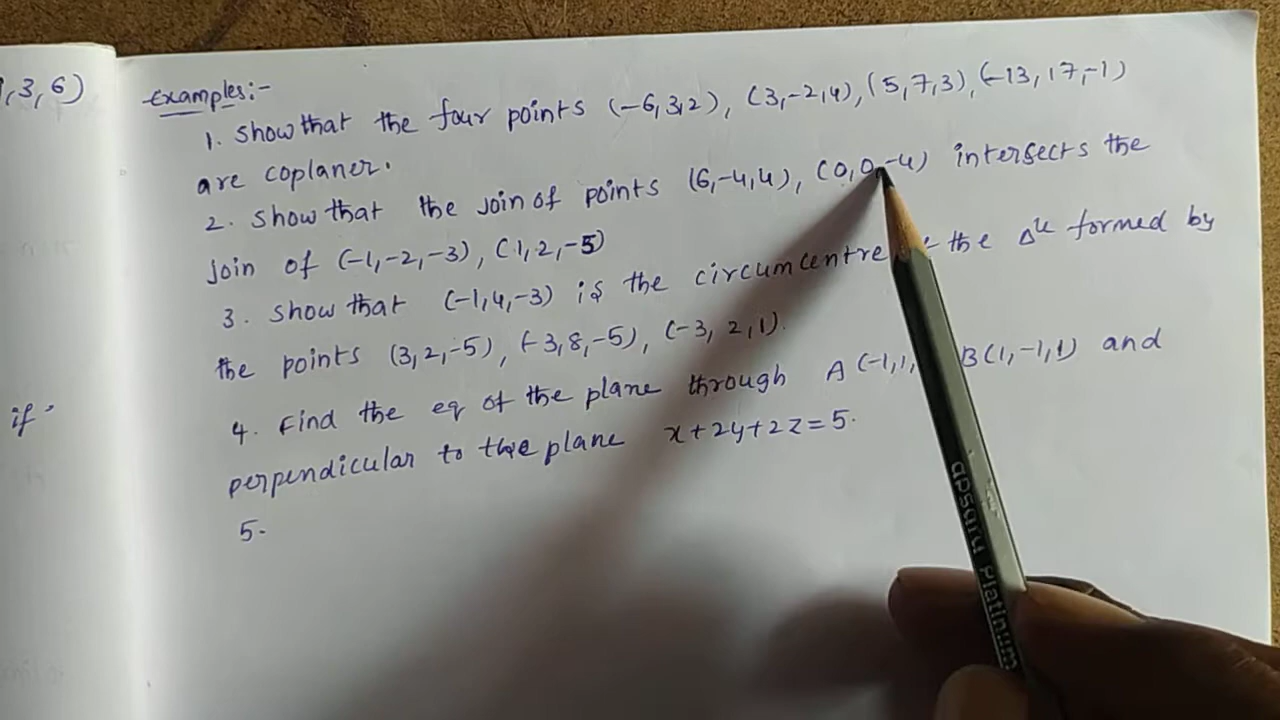 ,3,6)
Examples:-
1. Show that the four points (-6,3,2), (3,-2,4), (5,7,3), (-13,17,-1)
are coplaner.
2. Show that the Join of points (6,-4,4), (0,0,-4) intersects the
Join of (-1,-2,-3), (1,2,-5)
3. Show that (-1,4,-3) is the circumcentre the Δle formed by
the points (3,2,-5), (-3,8,-5), (-3,2,1).
if
4. Find the eq of the plane through A(-1,1, B(1,-1,1) and
perpendicular to the plane x+2y+2z=5.
5.
apsara Platinum